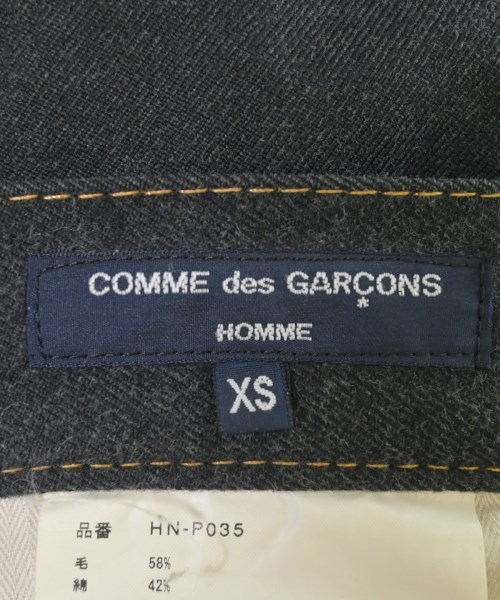 COMME des GARÇONS
*
HOMME
XS
品番 HN-P035
毛 58%
綿 42%